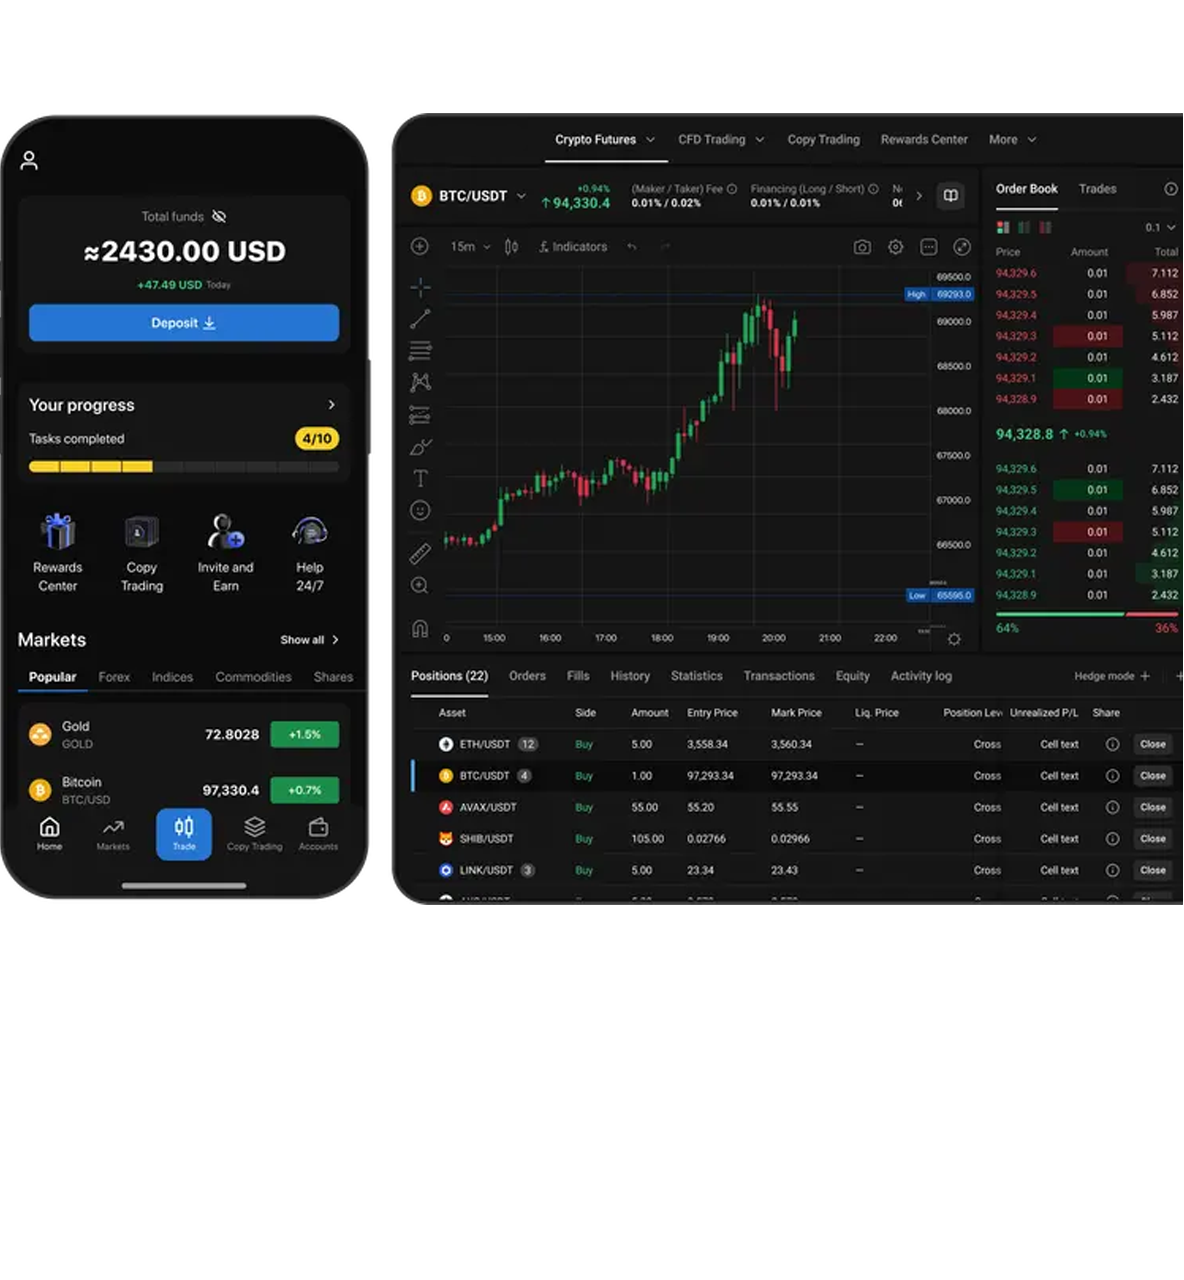 Total funds
≈2430.00 USD
+47.49 USD Today
Deposit
Your progress
Tasks completed 4/10
Rewards Center
Copy Trading
Invite and Earn
Help 24/7
Markets Show all
Popular Forex Indices Commodities Shares
Gold
GOLD
72.8028 +1.5%
Bitcoin
BTC/USD
97,330.4 +0.7%
Home Markets Trade Copy Trading Accounts
Crypto Futures CFD Trading Copy Trading Rewards Center More
BTC/USDT
+0.94%
↑94,330.4
(Maker / Taker) Fee
0.01% / 0.02%
Financing (Long / Short)
0.01% / 0.01%
15m Indicators
69500.0
High 69293.0
69000.0
68500.0
68000.0
67500.0
67000.0
66500.0
Low 65595.0
0 15:00 16:00 17:00 18:00 19:00 20:00 21:00 22:00
Order Book Trades
0.1
Price Amount Total
94,329.6 0.01 7.112
94,329.5 0.01 6.852
94,329.4 0.01 5.987
94,329.3 0.01 5.112
94,329.2 0.01 4.612
94,329.1 0.01 3.187
94,328.9 0.01 2.432
94,328.8 ↑ +0.94%
94,329.6 0.01 7.112
94,329.5 0.01 6.852
94,329.4 0.01 5.987
94,329.3 0.01 5.112
94,329.2 0.01 4.612
94,329.1 0.01 3.187
94,328.9 0.01 2.432
64% 36%
Positions (22) Orders Fills History Statistics Transactions Equity Activity log Hedge mode +
Asset Side Amount Entry Price Mark Price Liq. Price Position Lev Unrealized P/L Share
ETH/USDT 12 Buy 5.00 3,558.34 3,560.34 – Cross Cell text Close
BTC/USDT 4 Buy 1.00 97,293.34 97,293.34 – Cross Cell text Close
AVAX/USDT Buy 55.00 55.20 55.55 – Cross Cell text Close
SHIB/USDT Buy 105.00 0.02766 0.02966 – Cross Cell text Close
LINK/USDT 3 Buy 5.00 23.34 23.43 – Cross Cell text Close